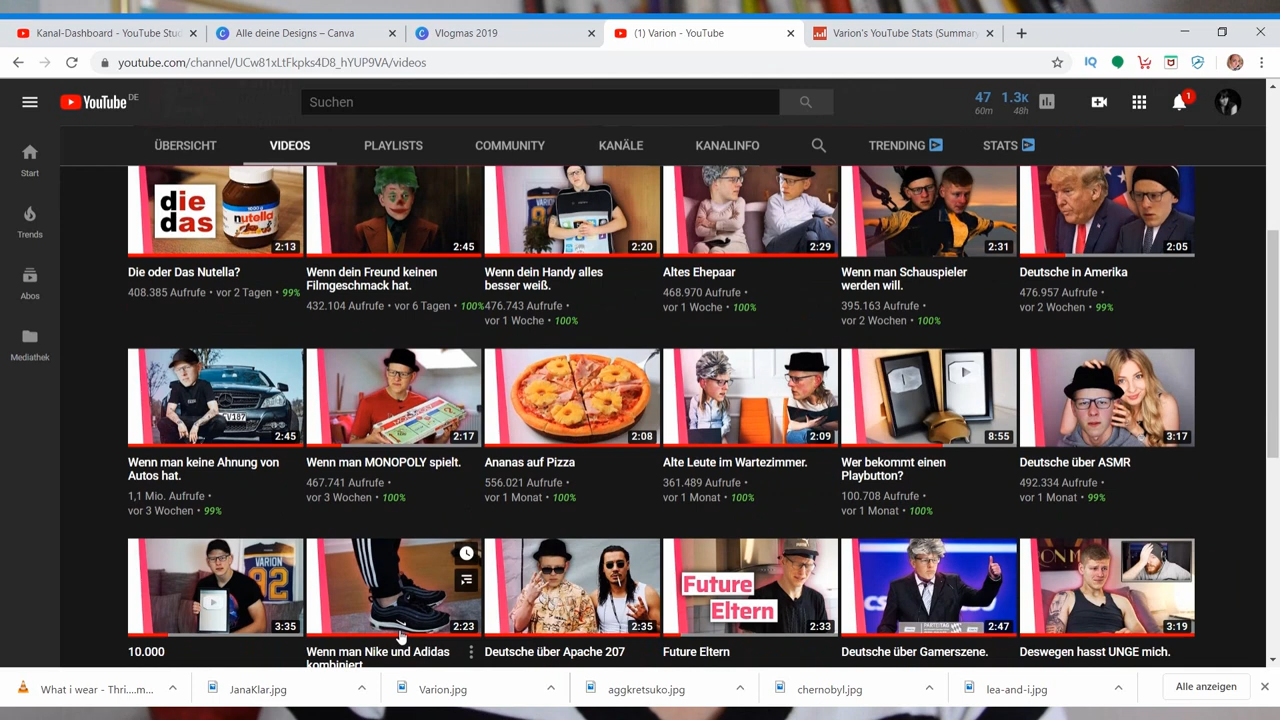 Kanal-Dashboard - YouTube Stu
Alle deine Designs – Canva
Vlogmas 2019
(1) Varion - YouTube
Varion's YouTube Stats (Summary
youtube.com/channel/UCw81xLtFkpks4D8_hYUP9VA/videos
IQ
YouTube DE
Suchen
47 1.3K
60m 48h
1
ÜBERSICHT
VIDEOS
PLAYLISTS
COMMUNITY
KANÄLE
KANALINFO
TRENDING
STATS
Start
Trends
Abos
Mediathek
die
das
nutella
2:13
2:45
2:20
2:29
2:31
2:05
Die oder Das Nutella?
408.385 Aufrufe • vor 2 Tagen • 99%
Wenn dein Freund keinen
Filmgeschmack hat.
432.104 Aufrufe • vor 6 Tagen • 100%
Wenn dein Handy alles
besser weiß.
476.743 Aufrufe •
vor 1 Woche • 100%
Altes Ehepaar
468.970 Aufrufe •
vor 1 Woche • 100%
Wenn man Schauspieler
werden will.
395.163 Aufrufe •
vor 2 Wochen • 100%
Deutsche in Amerika
476.957 Aufrufe •
vor 2 Wochen • 99%
2:45
2:17
2:08
2:09
8:55
3:17
Wenn man keine Ahnung von
Autos hat.
1,1 Mio. Aufrufe •
vor 3 Wochen • 99%
Wenn man MONOPOLY spielt.
467.741 Aufrufe •
vor 3 Wochen • 100%
Ananas auf Pizza
556.021 Aufrufe •
vor 1 Monat • 100%
Alte Leute im Wartezimmer.
361.489 Aufrufe •
vor 1 Monat • 100%
Wer bekommt einen
Playbutton?
100.708 Aufrufe •
vor 1 Monat • 100%
Deutsche über ASMR
492.334 Aufrufe •
vor 1 Monat • 99%
VARION
92
3:35
2:23
2:35
Future
Eltern
2:33
2:47
3:19
10.000
Wenn man Nike und Adidas
kombiniert
Deutsche über Apache 207
Future Eltern
Deutsche über Gamerszene.
Deswegen hasst UNGE mich.
What i wear - Thri....m...
JanaKlar.jpg
Varion.jpg
aggkretsuko.jpg
chernobyl.jpg
lea-and-i.jpg
Alle anzeigen